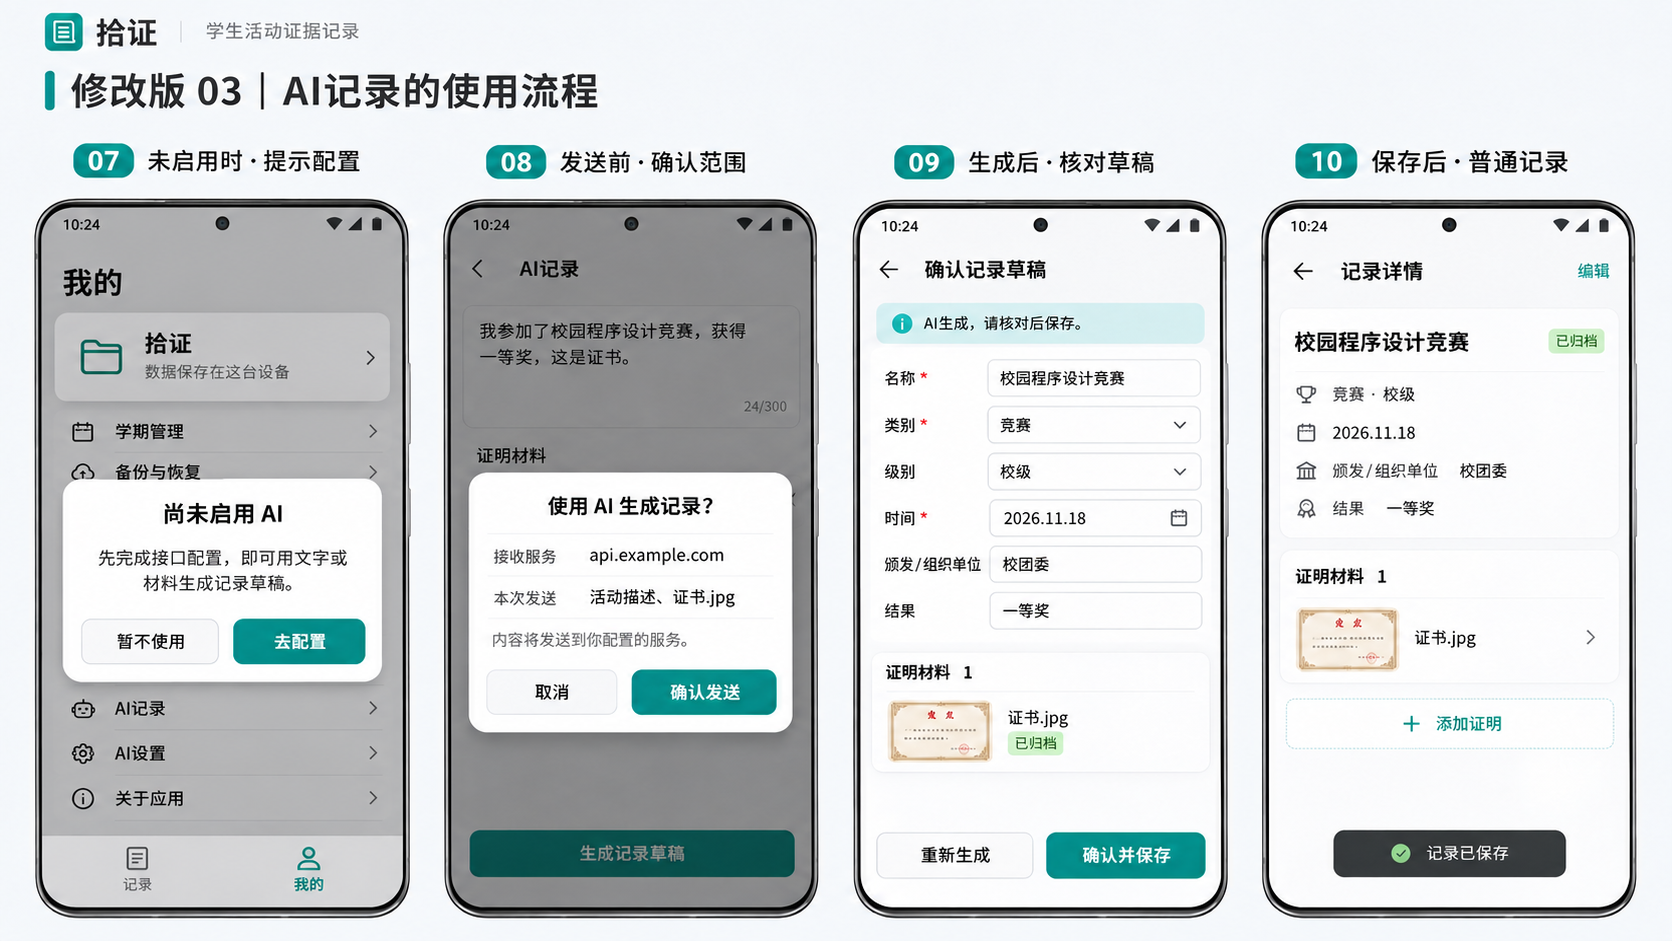 拾证
学生活动证据记录
修改版 03｜AI记录的使用流程
07 未启用时·提示配置
10:24
我的
拾证
数据保存在这台设备
学期管理
备份与恢复
尚未启用 AI
先完成接口配置，即可用文字或
材料生成记录草稿。
暂不使用
去配置
AI记录
AI设置
关于应用
记录
我的
08 发送前·确认范围
10:24
AI记录
我参加了校园程序设计竞赛，获得
一等奖，这是证书。
24/300
证明材料
使用 AI 生成记录？
接收服务 api.example.com
本次发送 活动描述、证书.jpg
内容将发送到你配置的服务。
取消
确认发送
生成记录草稿
09 生成后·核对草稿
10:24
确认记录草稿
AI生成，请核对后保存。
名称 * 校园程序设计竞赛
类别 * 竞赛
级别 校级
时间 * 2026.11.18
颁发/组织单位 校团委
结果 一等奖
证明材料 1
证书.jpg
已归档
重新生成
确认并保存
10 保存后·普通记录
10:24
记录详情
编辑
校园程序设计竞赛
已归档
竞赛 · 校级
2026.11.18
颁发/组织单位 校团委
结果 一等奖
证明材料 1
证书.jpg
添加证明
记录已保存